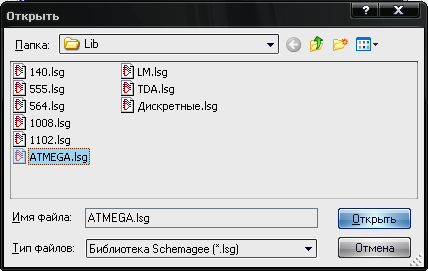 Открыть
?
Папка: Lib
140.lsg
555.lsg
564.lsg
1008.lsg
1102.lsg
ATMEGA.lsg
LM.lsg
TDA.lsg
Дискретные.lsg
Имя файла: ATMEGA.lsg
Открыть
Тип файлов: Библиотека Schemagee (*.lsg)
Отмена